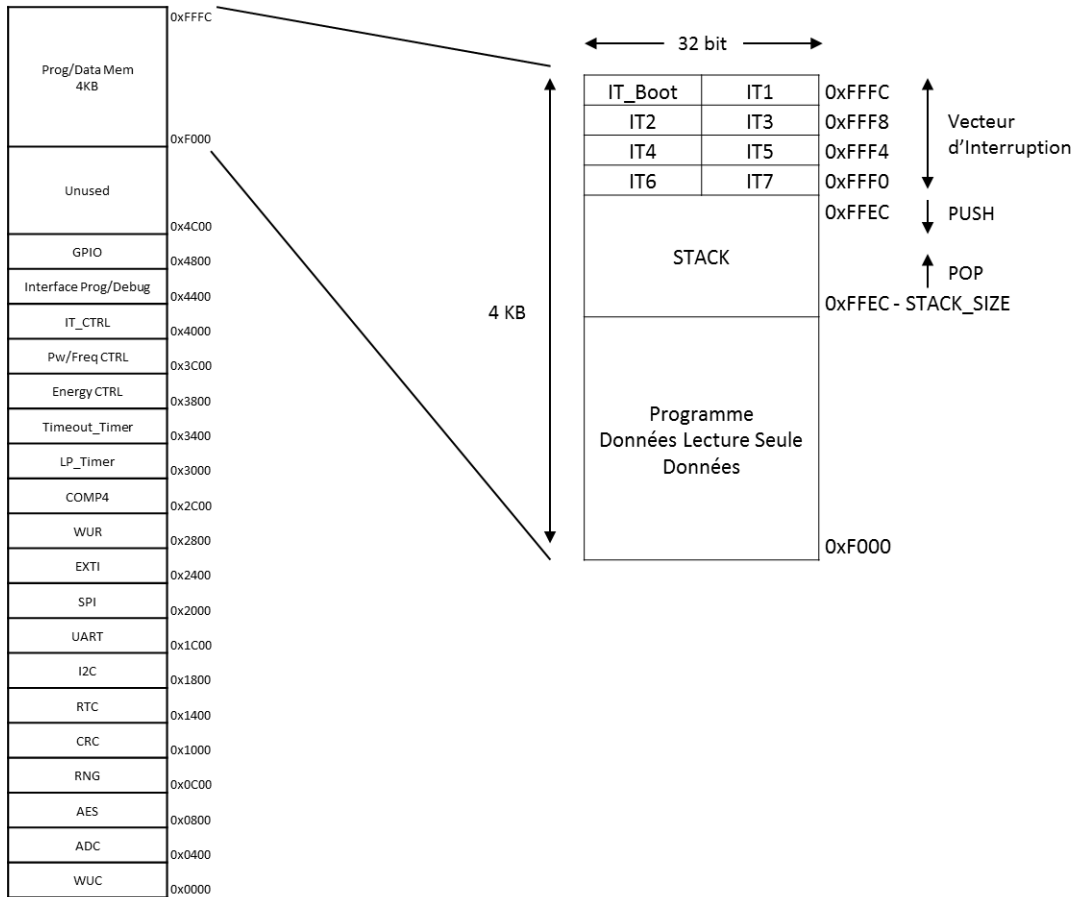 0xFFFC
Prog/Data Mem
4KB
0xF000
Unused
0x4C00
GPIO
0x4800
Interface Prog/Debug
0x4400
IT_CTRL
0x4000
Pw/Freq CTRL
0x3C00
Energy CTRL
0x3800
Timeout_Timer
0x3400
LP_Timer
0x3000
COMP4
0x2C00
WUR
0x2800
EXTI
0x2400
SPI
0x2000
UART
0x1C00
I2C
0x1800
RTC
0x1400
CRC
0x1000
RNG
0x0C00
AES
0x0800
ADC
0x0400
WUC
0x0000
32 bit
IT_Boot IT1 0xFFFC
IT2 IT3 0xFFF8
IT4 IT5 0xFFF4
IT6 IT7 0xFFF0
Vecteur
d'Interruption
0xFFEC
PUSH
STACK
POP
0xFFEC - STACK_SIZE
4 KB
Programme
Données Lecture Seule
Données
0xF000